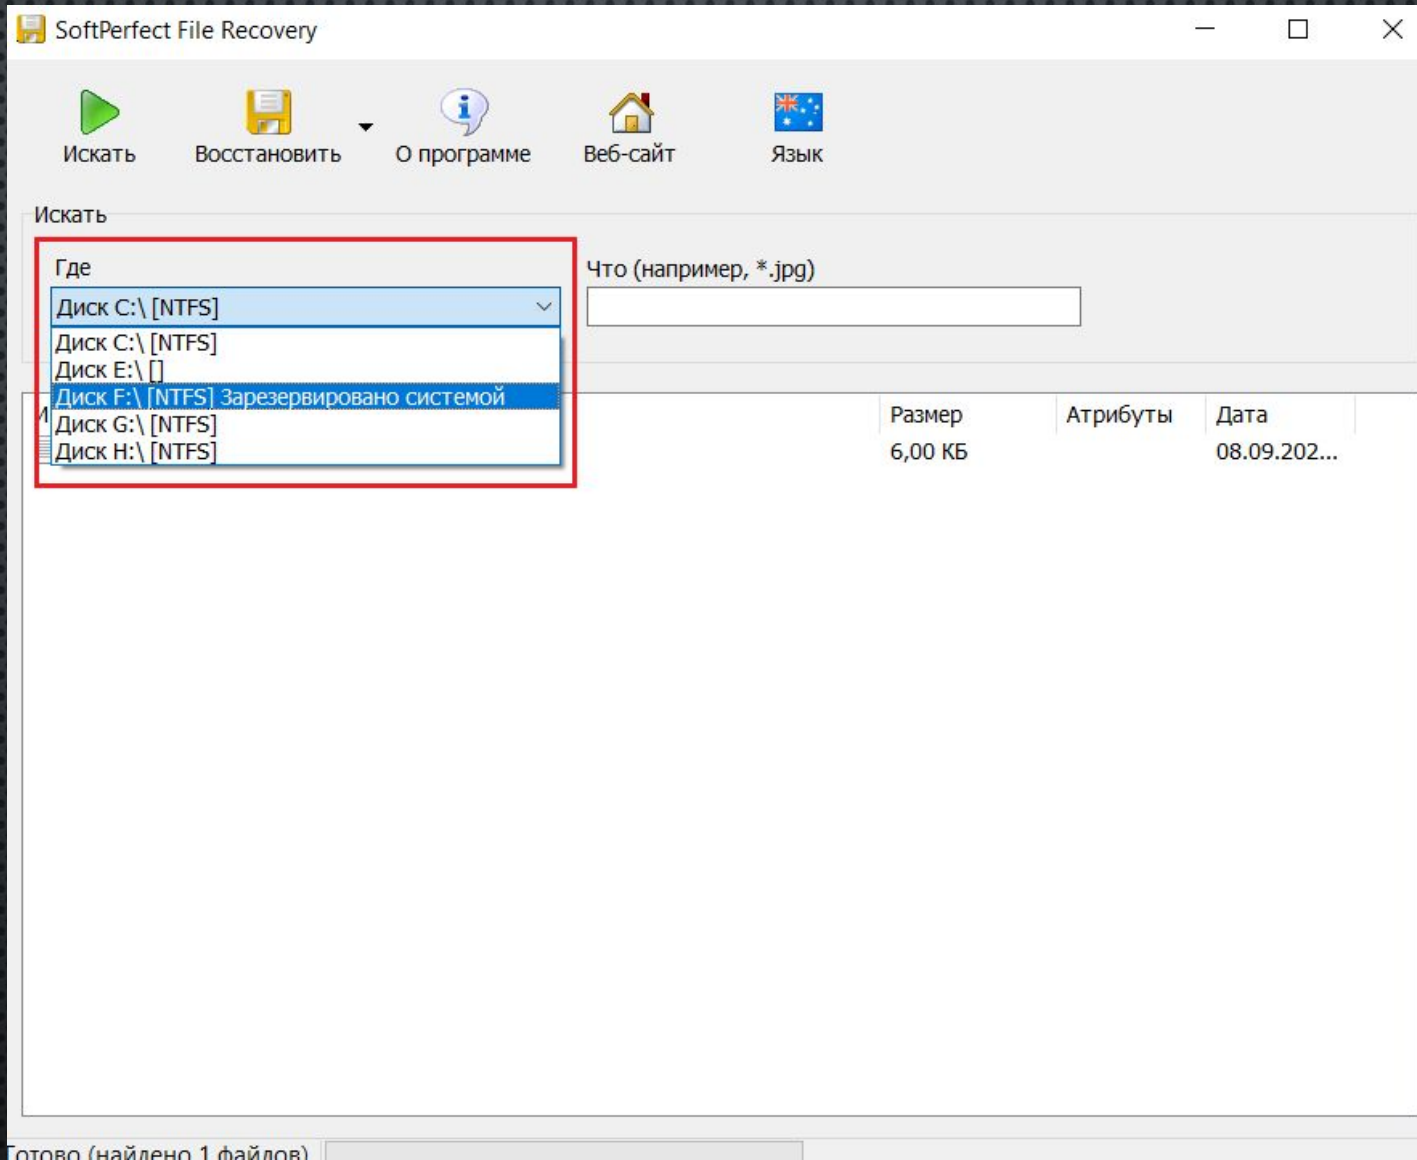 SoftPerfect File Recovery
Искать
Восстановить
О программе
Веб-сайт
Язык
Искать
Где
Что (например, *.jpg)
Диск C:\ [NTFS]
Диск C:\ [NTFS]
Диск E:\ []
Диск F:\ [NTFS] Зарезервировано системой
Диск G:\ [NTFS]
Диск H:\ [NTFS]
Размер
Атрибуты
Дата
6,00 КБ
08.09.202...
Готово (найдено 1 файлов)